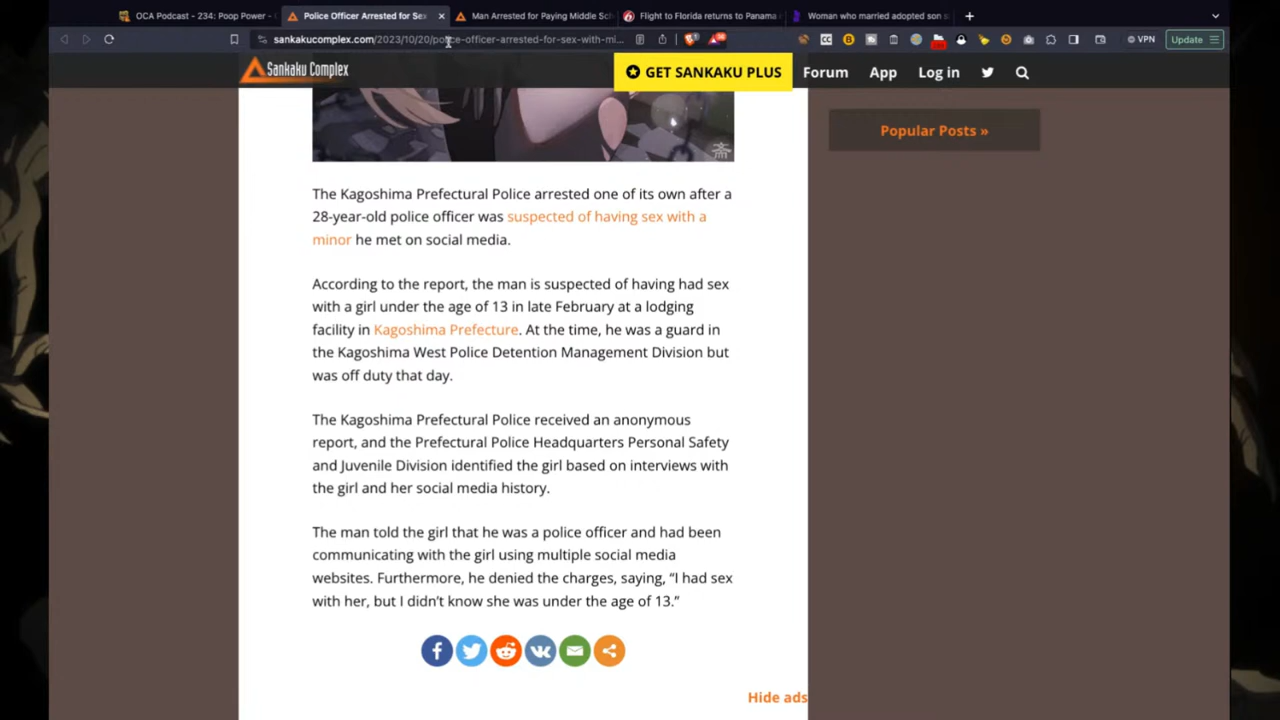 OCA Podcast - 234: Poop Power -
Police Officer Arrested for Sex
Man Arrested for Paying Middle Sch
Flight to Florida returns to Panama
Woman who married adopted son s
sankakucomplex.com/2023/10/20/police-officer-arrested-for-sex-with-mi...
VPN
Update
Sankaku Complex
GET SANKAKU PLUS
Forum
App
Log in
Popular Posts »
The Kagoshima Prefectural Police arrested one of its own after a
28-year-old police officer was suspected of having sex with a
minor he met on social media.
According to the report, the man is suspected of having had sex
with a girl under the age of 13 in late February at a lodging
facility in Kagoshima Prefecture. At the time, he was a guard in
the Kagoshima West Police Detention Management Division but
was off duty that day.
The Kagoshima Prefectural Police received an anonymous
report, and the Prefectural Police Headquarters Personal Safety
and Juvenile Division identified the girl based on interviews with
the girl and her social media history.
The man told the girl that he was a police officer and had been
communicating with the girl using multiple social media
websites. Furthermore, he denied the charges, saying, “I had sex
with her, but I didn’t know she was under the age of 13.”
Hide ads